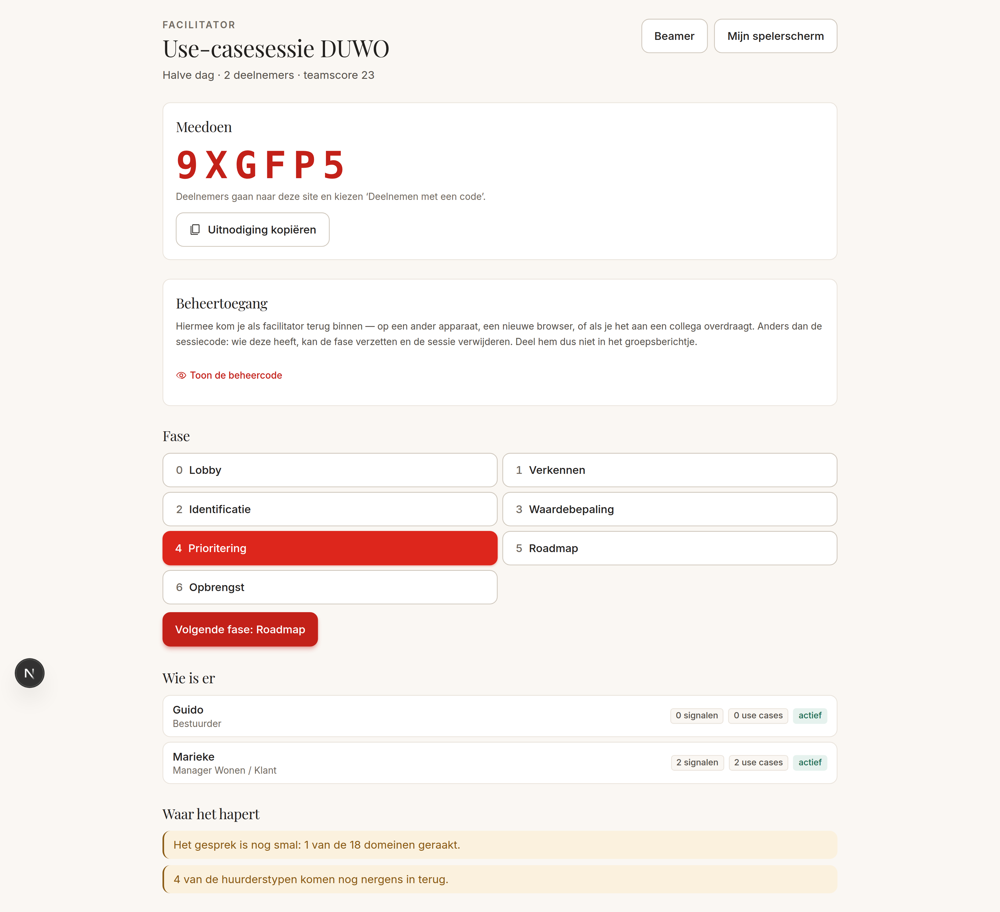 FACILITATOR
Use-casesessie DUWO
Halve dag · 2 deelnemers · teamscore 23
Beamer
Mijn spelerscherm
Meedoen
9XGFP5
Deelnemers gaan naar deze site en kiezen ‘Deelnemen met een code’.
Uitnodiging kopiëren
Beheertoegang
Hiermee kom je als facilitator terug binnen — op een ander apparaat, een nieuwe browser, of als je het aan een collega overdraagt. Anders dan de
sessiecode: wie deze heeft, kan de fase verzetten en de sessie verwijderen. Deel hem dus niet in het groepsberichtje.
Toon de beheercode
Fase
0 Lobby
1 Verkennen
2 Identificatie
3 Waardebepaling
4 Prioritering
5 Roadmap
6 Opbrengst
Volgende fase: Roadmap
N
Wie is er
Guido
Bestuurder
0 signalen
0 use cases
actief
Marieke
Manager Wonen / Klant
2 signalen
2 use cases
actief
Waar het hapert
Het gesprek is nog smal: 1 van de 18 domeinen geraakt.
4 van de huurderstypen komen nog nergens in terug.